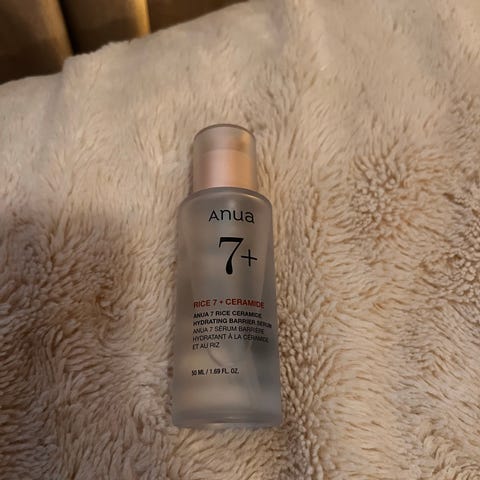 Anua
7+
RICE 7 + CERAMIDE
ANUA 7 RICE CERAMIDE
HYDRATING BARRIER SERUM
ANUA 7 SÉRUM BARRIÈRE
HYDRATANT À LA CÉRAMIDE
ET AU RIZ
50 ML / 1.69 FL. OZ.